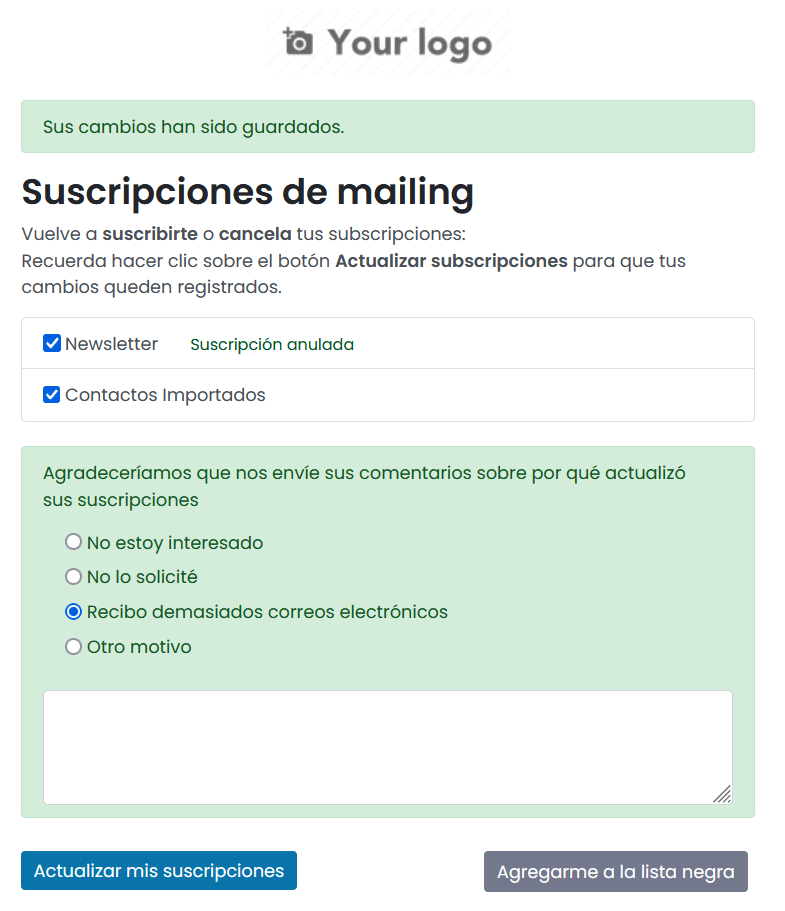 Your logo
Sus cambios han sido guardados.
Suscripciones de mailing
Vuelve a suscribirte o cancela tus subscripciones:
Recuerda hacer clic sobre el botón Actualizar subscripciones para que tus
cambios queden registrados.
Newsletter Suscripción anulada
Contactos Importados
Agradeceríamos que nos envíe sus comentarios sobre por qué actualizó
sus suscripciones
No estoy interesado
No lo solicité
Recibo demasiados correos electrónicos
Otro motivo
Actualizar mis suscripciones Agregarme a la lista negra